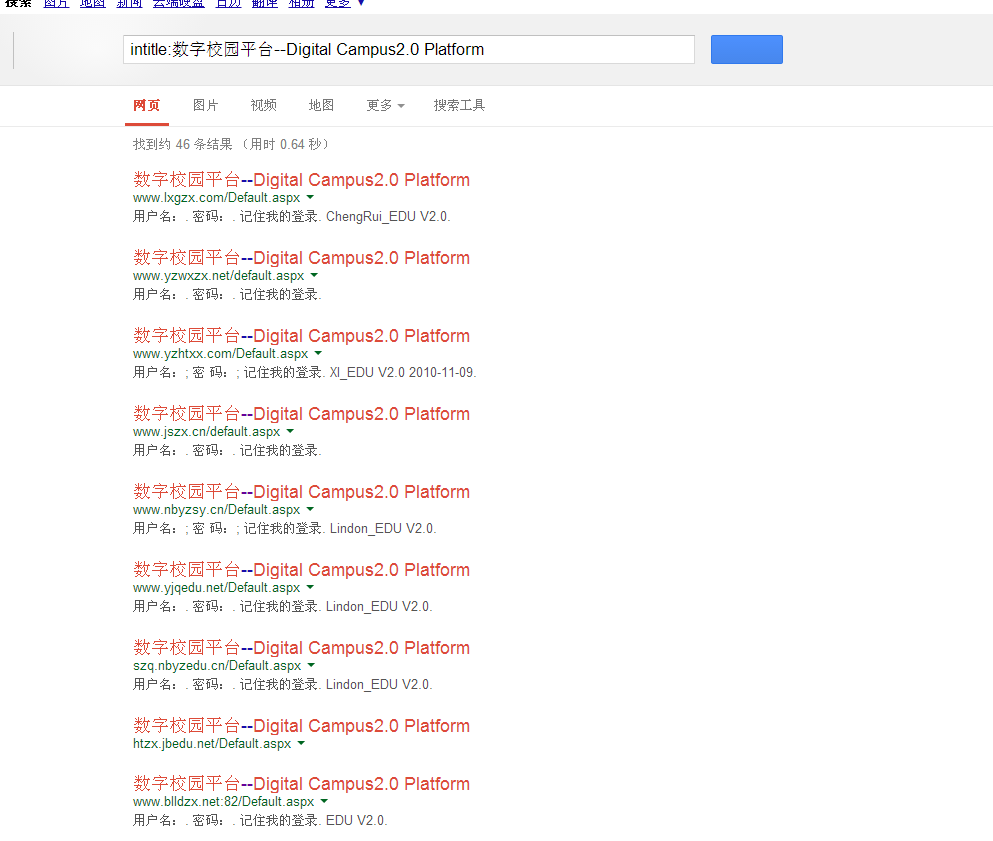 搜索 图片 地图 新闻 云端硬盘 日历 翻译 相册 更多 ▼
intitle:数字校园平台--Digital Campus2.0 Platform
网页 图片 视频 地图 更多 搜索工具
找到约 46 条结果 （用时 0.64 秒）
数字校园平台--Digital Campus2.0 Platform
www.lxgzx.com/Default.aspx
用户名： . 密码： . 记住我的登录. ChengRui_EDU V2.0.
数字校园平台--Digital Campus2.0 Platform
www.yzwxzx.net/default.aspx
用户名： . 密码： . 记住我的登录.
数字校园平台--Digital Campus2.0 Platform
www.yzhtxx.com/Default.aspx
用户名： ; 密 码： ; 记住我的登录. Xl_EDU V2.0 2010-11-09.
数字校园平台--Digital Campus2.0 Platform
www.jszx.cn/default.aspx
用户名： . 密码： . 记住我的登录.
数字校园平台--Digital Campus2.0 Platform
www.nbyzsy.cn/Default.aspx
用户名： ; 密 码： ; 记住我的登录. Lindon_EDU V2.0.
数字校园平台--Digital Campus2.0 Platform
www.yjqedu.net/Default.aspx
用户名： . 密码： . 记住我的登录. Lindon_EDU V2.0.
数字校园平台--Digital Campus2.0 Platform
szq.nbyzedu.cn/Default.aspx
用户名： . 密码： . 记住我的登录. Lindon_EDU V2.0.
数字校园平台--Digital Campus2.0 Platform
htzx.jbedu.net/Default.aspx
数字校园平台--Digital Campus2.0 Platform
www.blldzx.net:82/Default.aspx
用户名： . 密码： . 记住我的登录. EDU V2.0.